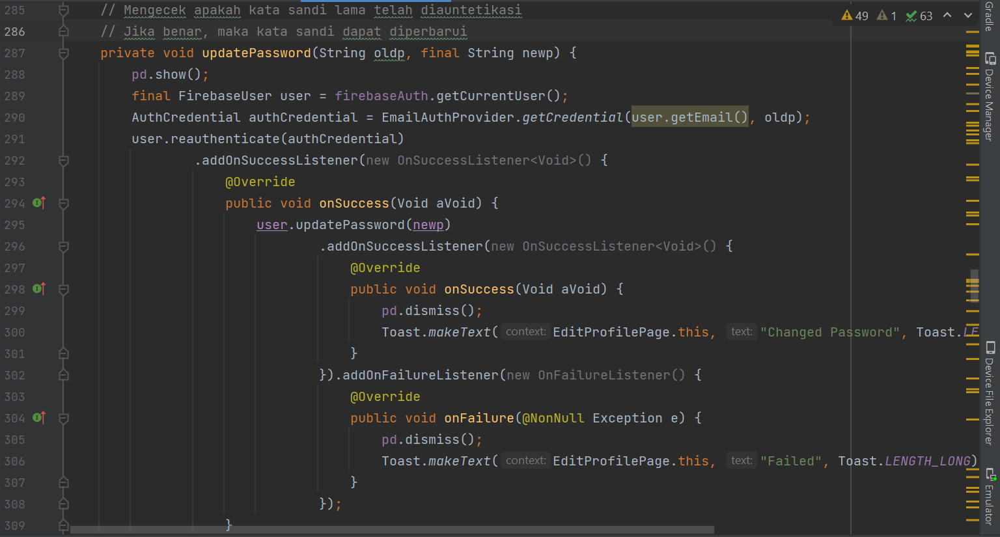 285 // Mengecek apakah kata sandi lama telah diauntetikasi
49 1 63
286 // Jika benar, maka kata sandi dapat diperbarui
287 private void updatePassword(String oldp, final String newp) {
288 pd.show();
289 final FirebaseUser user = firebaseAuth.getCurrentUser();
290 AuthCredential authCredential = EmailAuthProvider.getCredential(user.getEmail(), oldp);
291 user.reauthenticate(authCredential)
292 .addOnSuccessListener(new OnSuccessListener<Void>() {
293 @Override
294 public void onSuccess(Void aVoid) {
295 user.updatePassword(newp)
296 .addOnSuccessListener(new OnSuccessListener<Void>() {
297 @Override
298 public void onSuccess(Void aVoid) {
299 pd.dismiss();
300 Toast.makeText( context: EditProfilePage.this, text: "Changed Password", Toast.LE
301 }
302 }).addOnFailureListener(new OnFailureListener() {
303 @Override
304 public void onFailure(@NonNull Exception e) {
305 pd.dismiss();
306 Toast.makeText( context: EditProfilePage.this, text: "Failed", Toast.LENGTH_LONG)
307 }
308 });
309 }
Gradle
Device Manager
Device File Explorer
Emulator